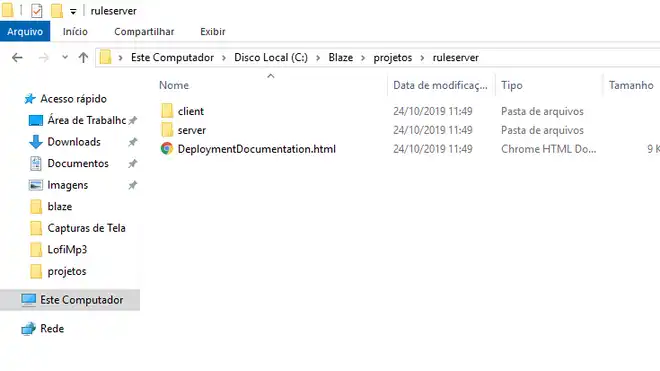 ruleserver
Arquivo Início Compartilhar Exibir
Este Computador Disco Local (C:) Blaze projetos ruleserver
Nome Data de modificaç... Tipo Tamanho
Acesso rápido
Área de Trabalhc
Downloads
Documentos
Imagens
blaze
Capturas de Tela
LofiMp3
projetos
Este Computador
Rede
client 24/10/2019 11:49 Pasta de arquivos
server 24/10/2019 11:49 Pasta de arquivos
DeploymentDocumentation.html 24/10/2019 11:49 Chrome HTML Do... 9 K